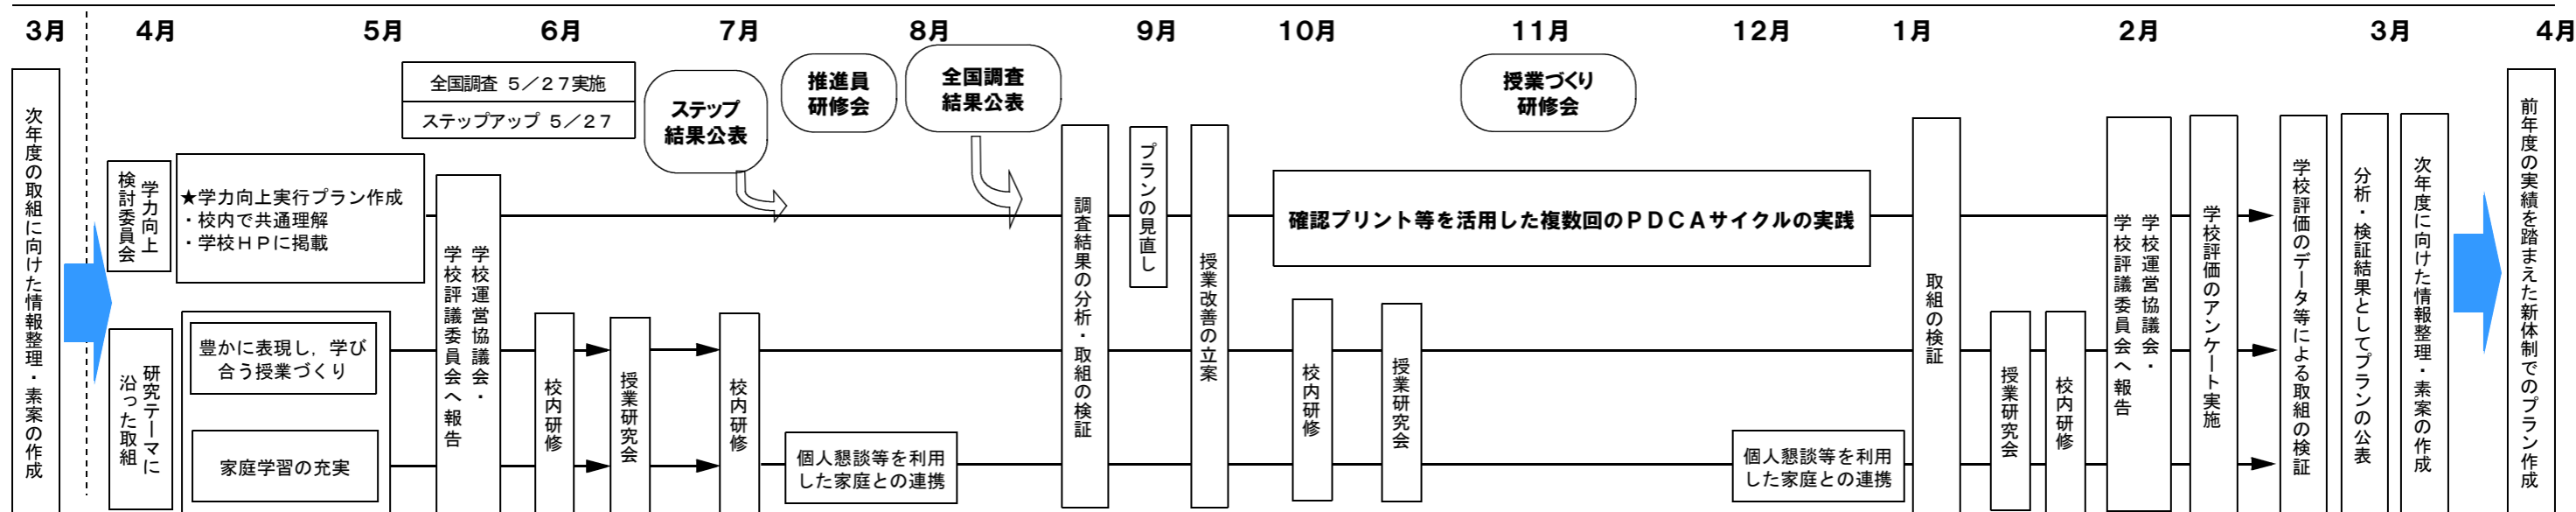 3月
4月
5月
6月
7月
8月
9月
10月
11月
12月
1月
2月
3月
4月
次年度の取組に向けた情報整理・素案の作成
学力向上
検討委員会
★学力向上実行プラン作成
・校内で共通理解
・学校HPに掲載
研究テーマに
沿った取組
豊かに表現し，学び
合う授業づくり
家庭学習の充実
全国調査 5／27実施
ステップアップ 5／27
学校運営協議会・
学校評議委員会へ報告
校内研修
授業研究会
ステップ
結果公表
校内研修
推進員
研修会
個人懇談等を利用
した家庭との連携
全国調査
結果公表
調査結果の分析・取組の検証
プランの見直し
授業改善の立案
確認プリント等を活用した複数回のPDCAサイクルの実践
校内研修
授業研究会
授業づくり
研修会
個人懇談等を利用
した家庭との連携
取組の検証
授業研究会
校内研修
学校運営協議会・
学校評議委員会へ報告
学校評価のアンケート実施
学校評価のデータ等による取組の検証
分析・検証結果としてプランの公表
次年度に向けた情報整理・素案の作成
前年度の実績を踏まえた新体制でのプラン作成